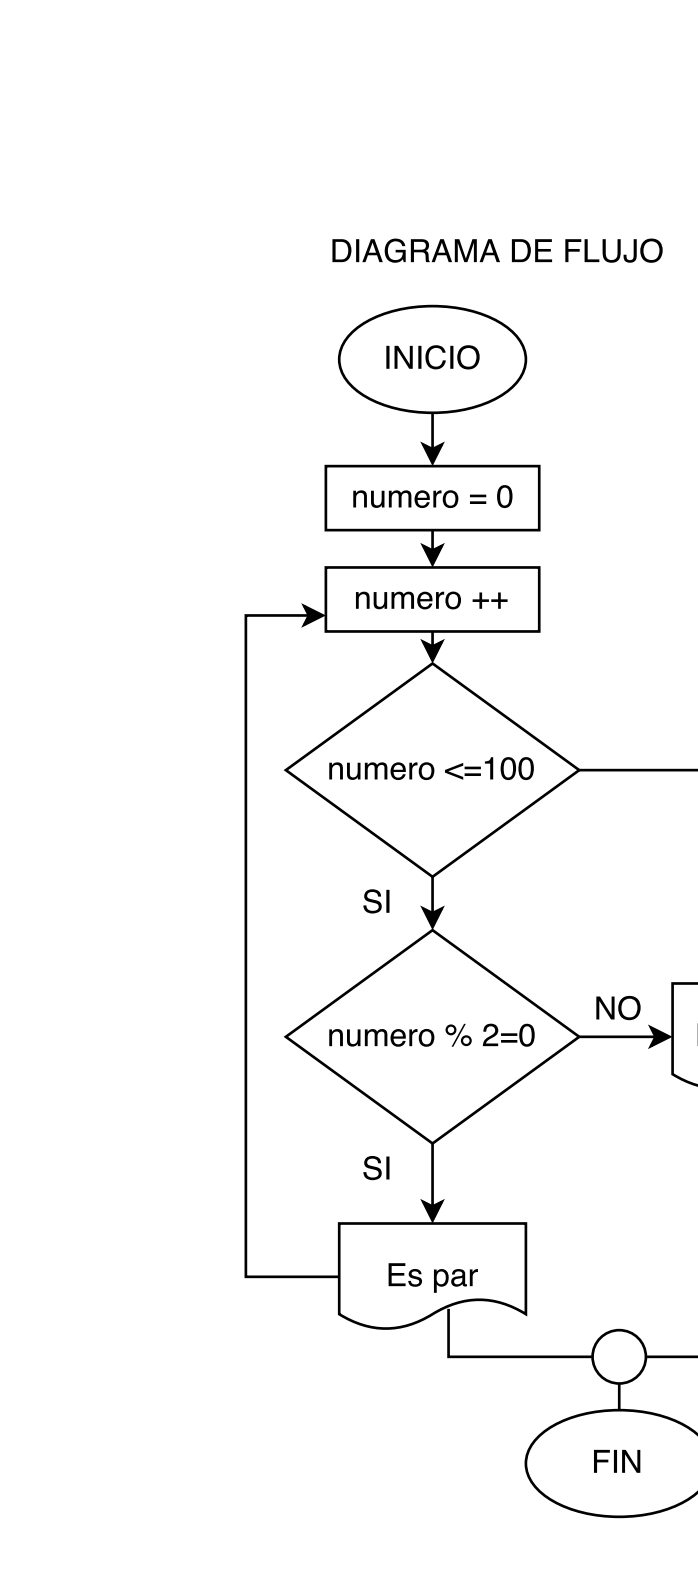 DIAGRAMA DE FLUJO
INICIO
numero = 0
numero ++
numero <=100
SI
numero % 2=0
NO
SI
Es par
FIN